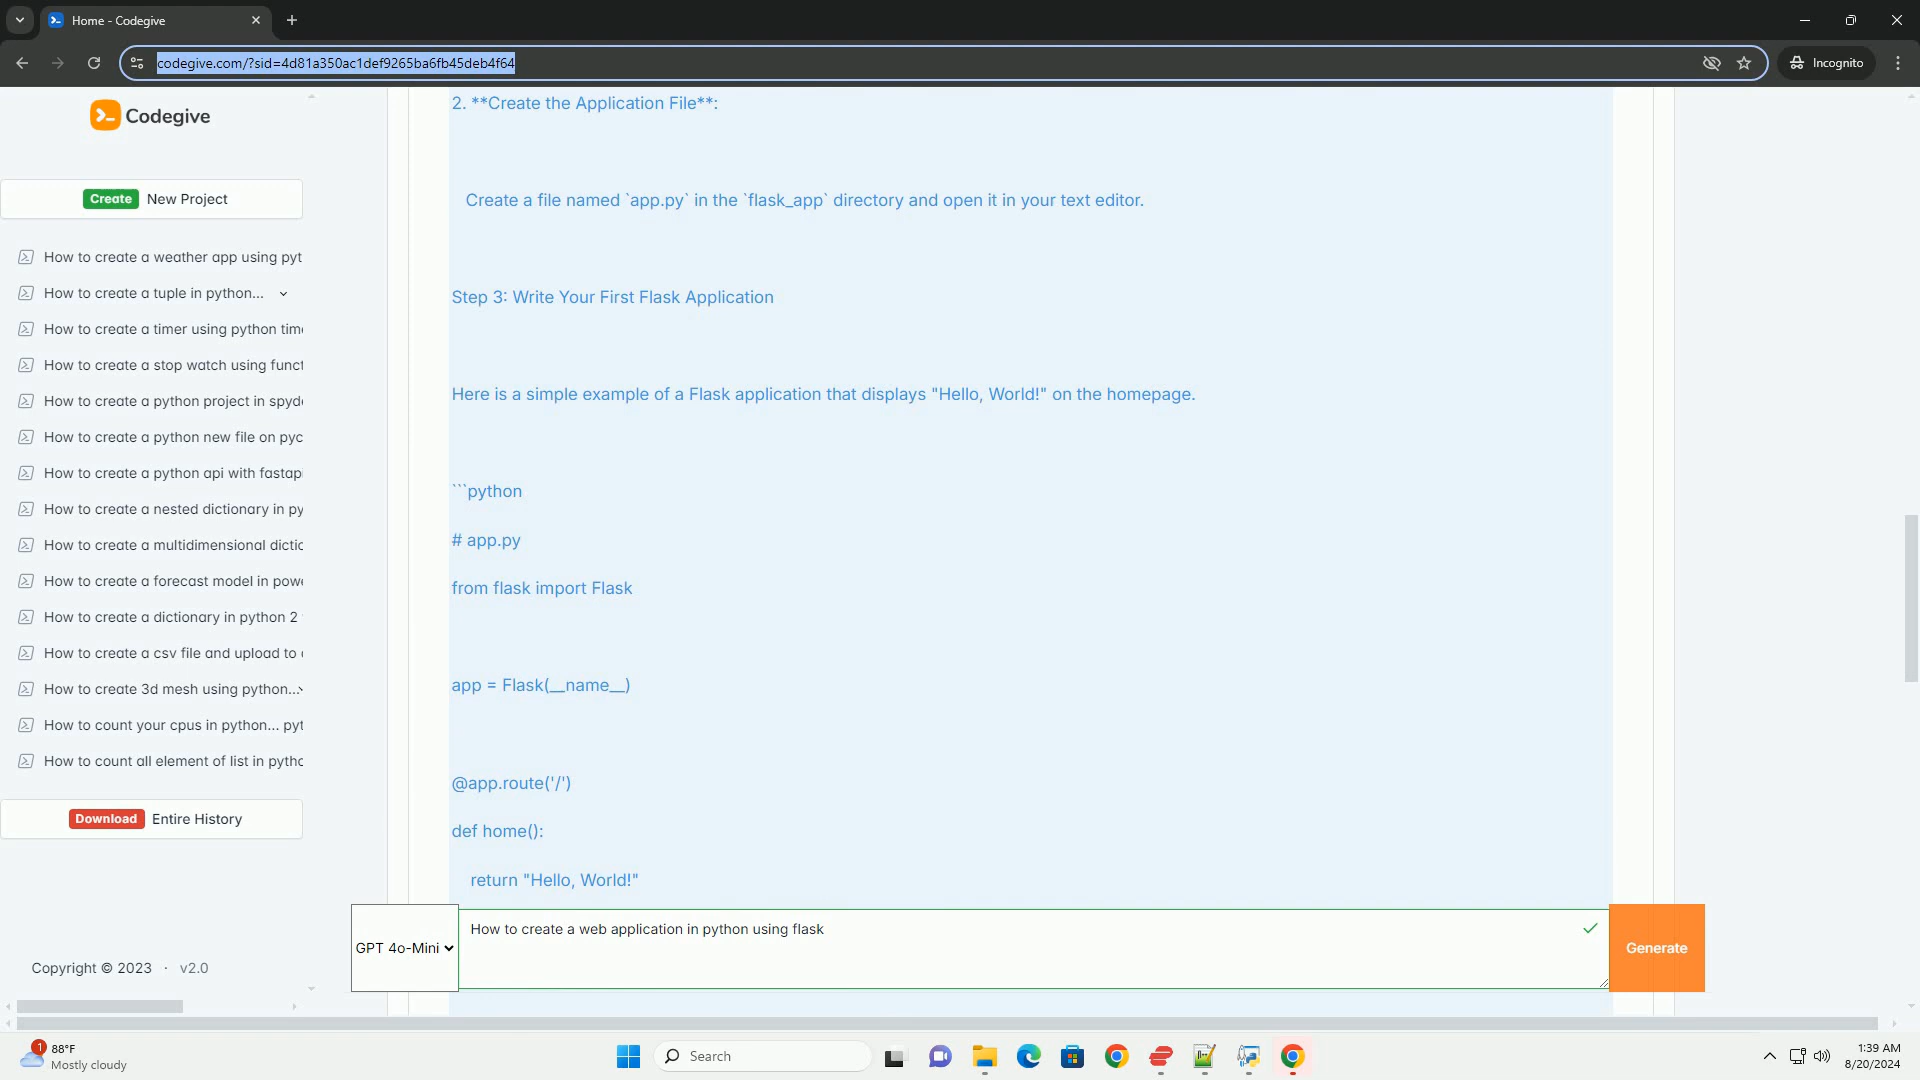 Home - Codegive
codegive.com/?sid=4d81a350ac1def9265ba6fb45deb4f64
Incognito
Codegive
Create New Project
How to create a weather app using pyt
How to create a tuple in python...
How to create a timer using python time
How to create a stop watch using funct
How to create a python project in spyde
How to create a python new file on pyc
How to create a python api with fastapi
How to create a nested dictionary in py
How to create a multidimensional dictic
How to create a forecast model in powe
How to create a dictionary in python 2
How to create a csv file and upload to
How to create 3d mesh using python...
How to count your cpus in python... pyt
How to count all element of list in pytho
Download Entire History
Copyright © 2023 · v2.0
2. **Create the Application File**:
Create a file named `app.py` in the `flask_app` directory and open it in your text editor.
Step 3: Write Your First Flask Application
Here is a simple example of a Flask application that displays "Hello, World!" on the homepage.
```python
# app.py
from flask import Flask
app = Flask(__name__)
@app.route('/')
def home():
return "Hello, World!"
GPT 4o-Mini
How to create a web application in python using flask
Generate
1
88°F
Mostly cloudy
Search
1:39 AM
8/20/2024